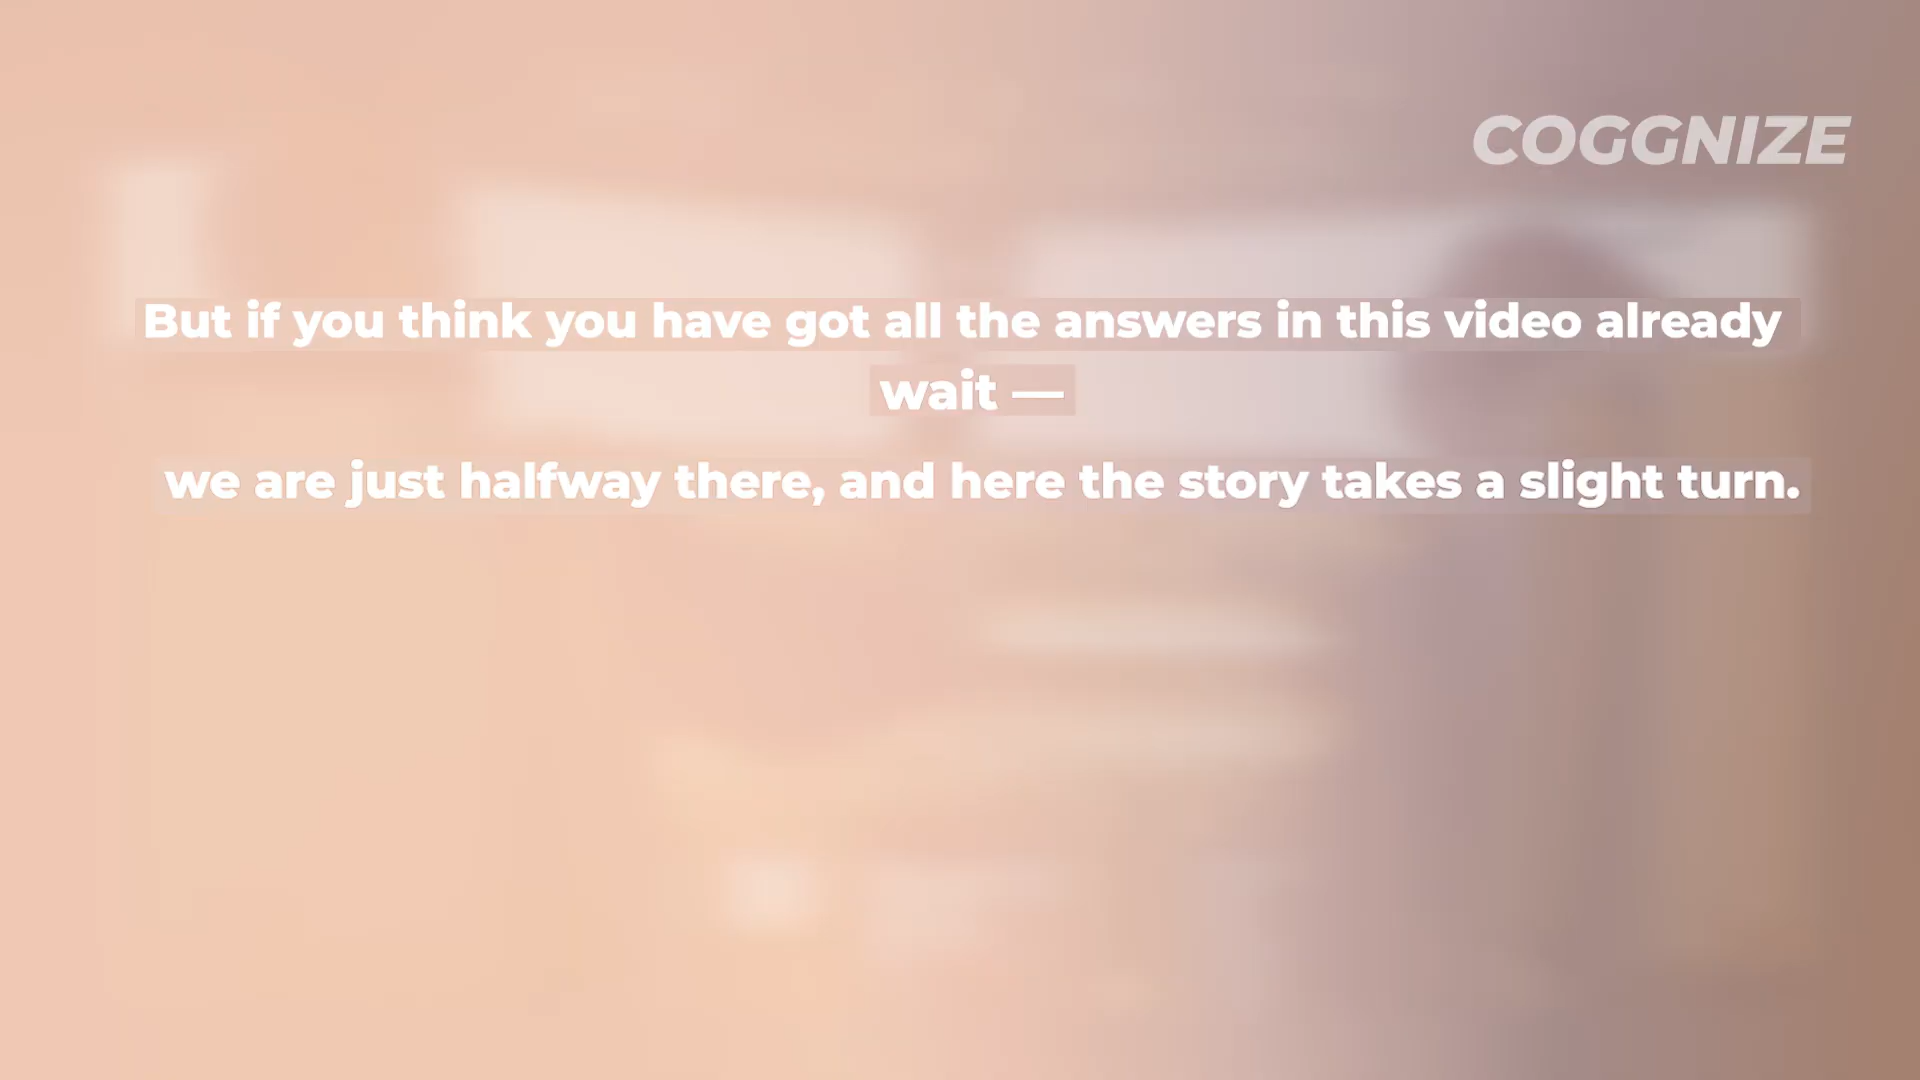 COGGNIZE
But if you think you have got all the answers in this video already
wait —
we are just halfway there, and here the story takes a slight turn.